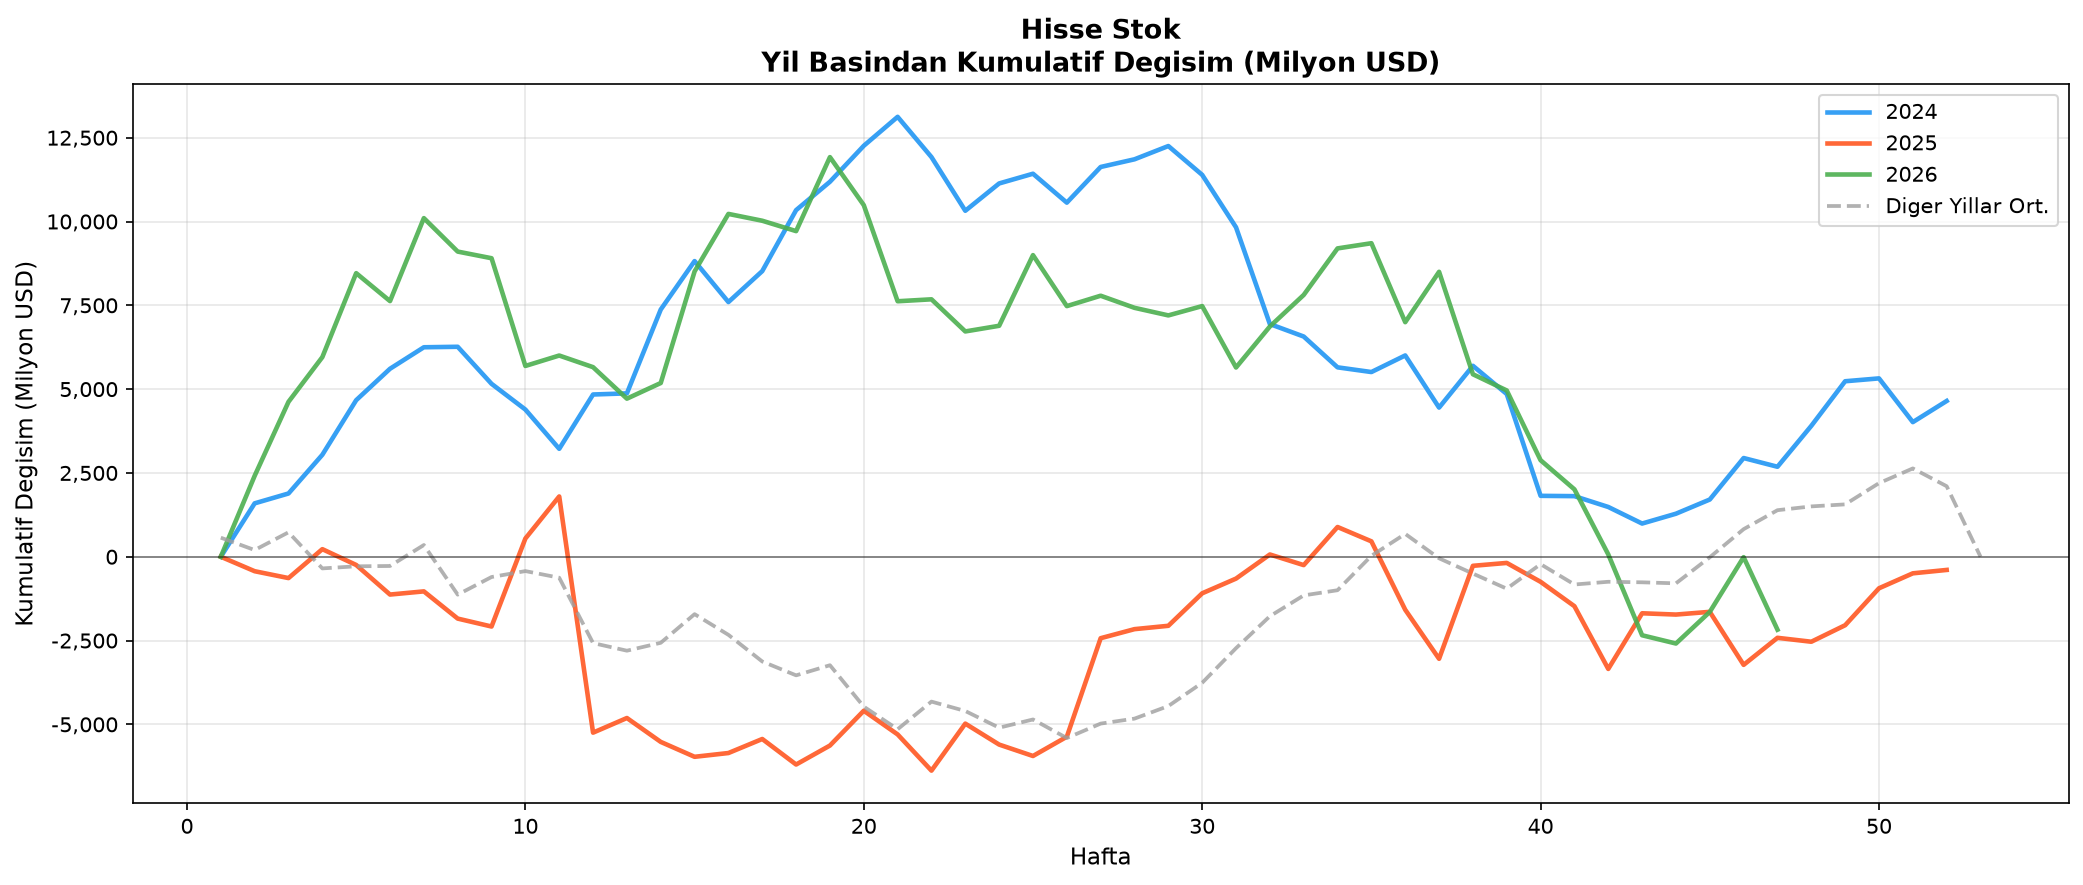 Hisse Stok
Yil Basindan Kumulatif Degisim (Milyon USD)
Kumulatif Degisim (Milyon USD)
12,500
10,000
7,500
5,000
2,500
0
-2,500
-5,000
2024
2025
2026
Diger Yillar Ort.
0 10 20 30 40 50
Hafta